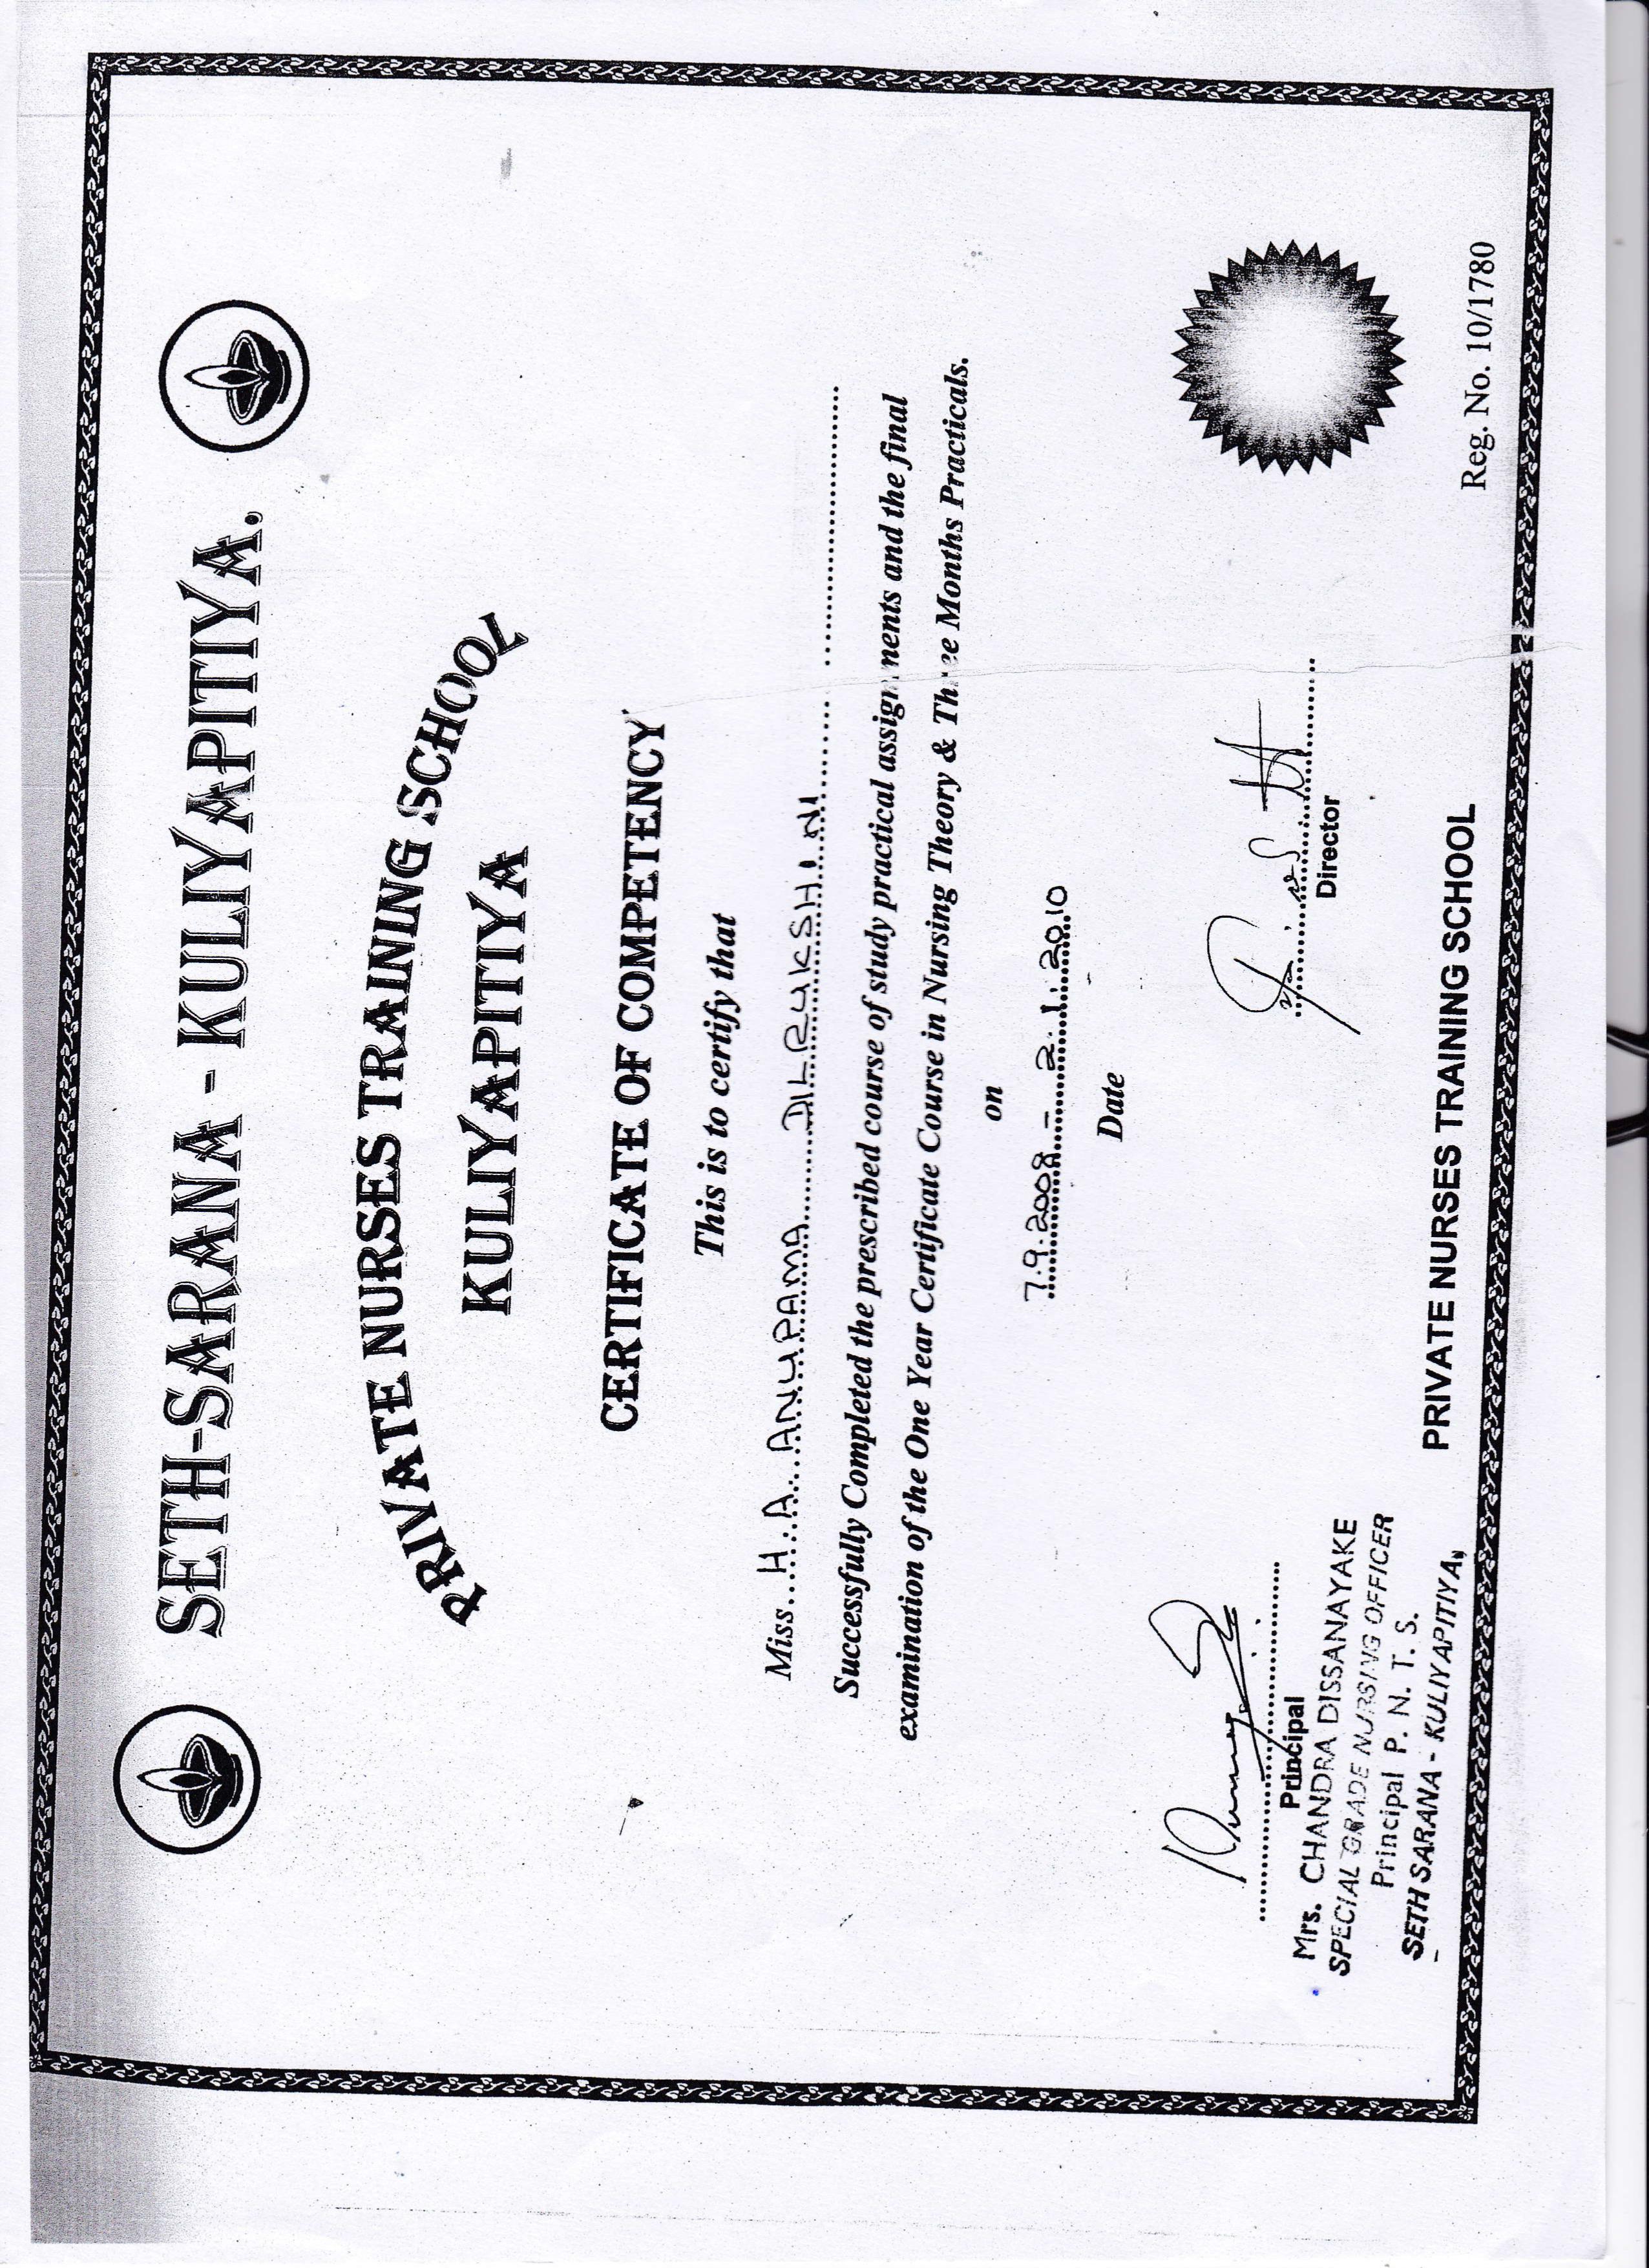 SETH-SARANA - KULIYAPITIYA.
PRIVATE NURSES TRAINING SCHOOL
KULIYAPITIYA
CERTIFICATE OF COMPETENCY
This is to certify that
Miss. H. A. ANUPAMA DILRUKSHINI
Successfully Completed the prescribed course of study practical assignments and the final
examination of the One Year Certificate Course in Nursing Theory & Three Months Practicals.
on
7.9.2008 - 2.1.2010
Date
Principal
Mrs. CHANDRA DISSANAYAKE
SPECIAL GRADE NURSING OFFICER
Principal P. N. T. S.
SETH SARANA - KULIYAPITIYA,
Director
PRIVATE NURSES TRAINING SCHOOL
Reg. No. 10/1780